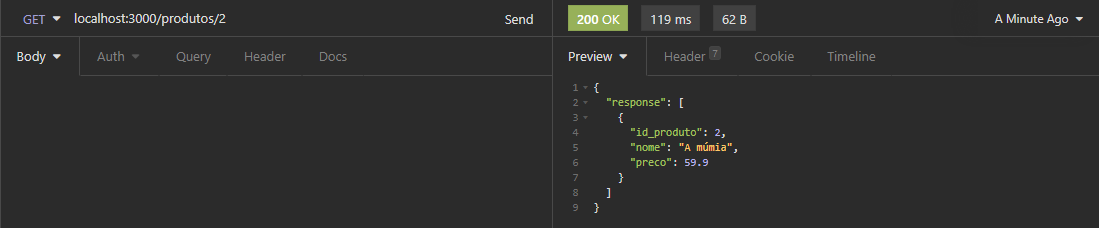 GET localhost:3000/produtos/2 Send 200 OK 119 ms 62 B A Minute Ago
Body Auth Query Header Docs Preview Header 7 Cookie Timeline
1 {
2 "response": [
3 {
4 "id_produto": 2,
5 "nome": "A múmia",
6 "preco": 59.9
7 }
8 ]
9 }